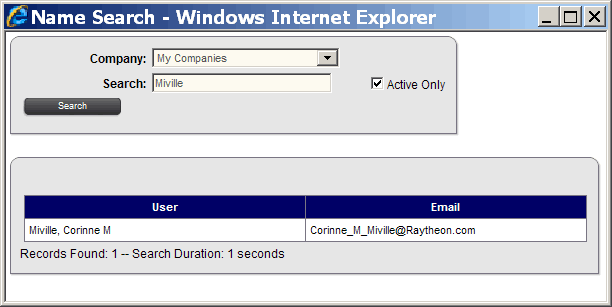 Name Search - Windows Internet Explorer
Company: My Companies
Search: Miville Active Only
Search
User Email
Miville, Corinne M Corinne_M_Miville@Raytheon.com
Records Found: 1 -- Search Duration: 1 seconds